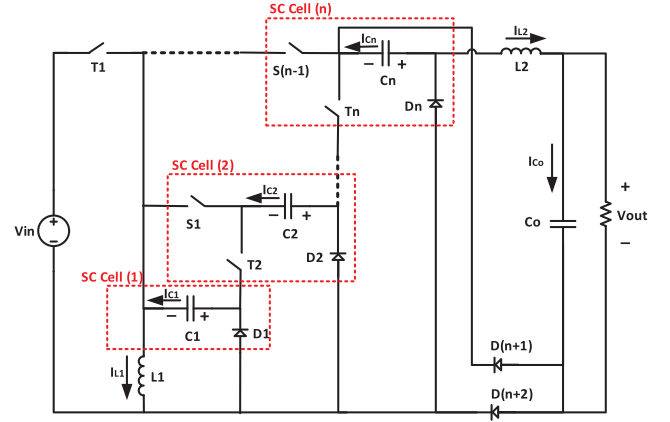 SC Cell (n)
T1
S(n-1)
ICn
Cn
IL2
L2
Tn
Dn
SC Cell (2)
IC2
S1
C2
T2
D2
ICo
Co
+
Vout
−
Vin
SC Cell (1)
IC1
C1
D1
IL1
L1
D(n+1)
D(n+2)